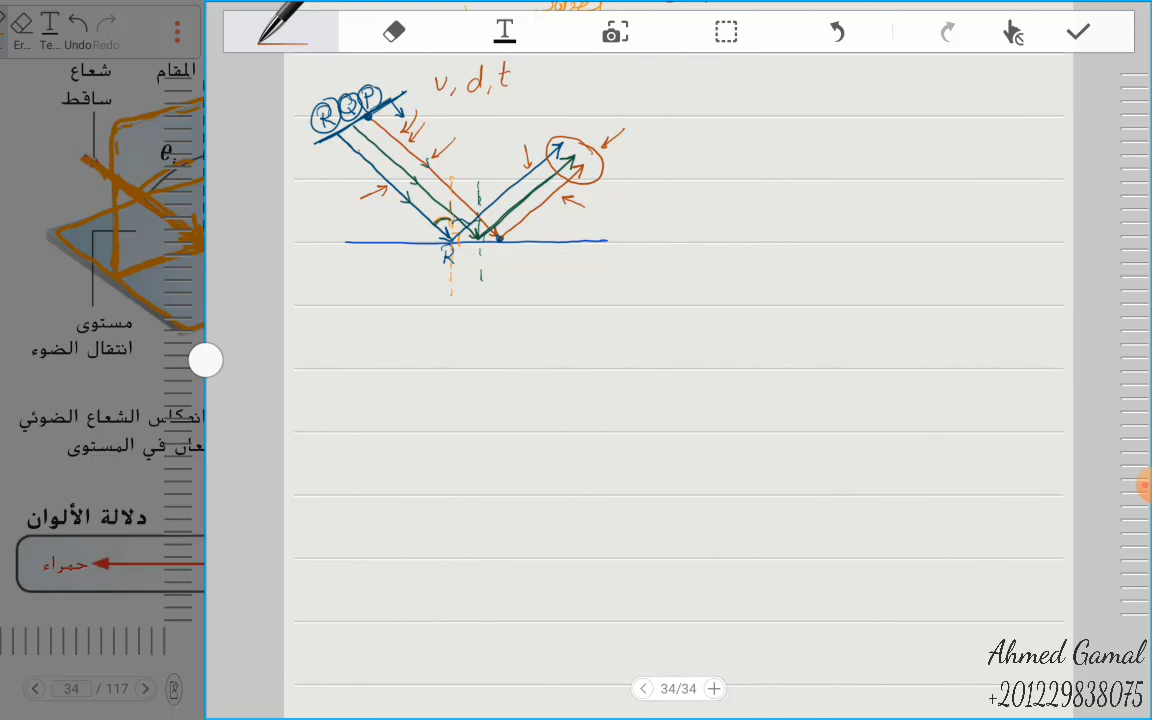 Er... Te... Undo Redo
T
شعاع
ساقط
المقام
e
مستوى
انتقال الضوء
انعكاس الشعاع الضوئي
في المستوى
دلالة الألوان
حمراء
34 / 117
v, d, t
R Q P
R
34/34
Ahmed Gamal
+201229838075